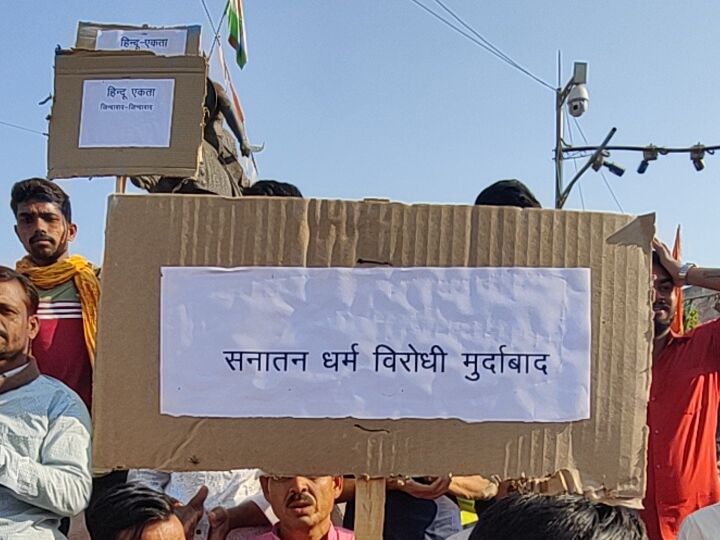 हिन्दू-एकता
हिन्दू एकता
जिन्दाबाद-जिन्दाबाद
सनातन धर्म विरोधी मुर्दाबाद